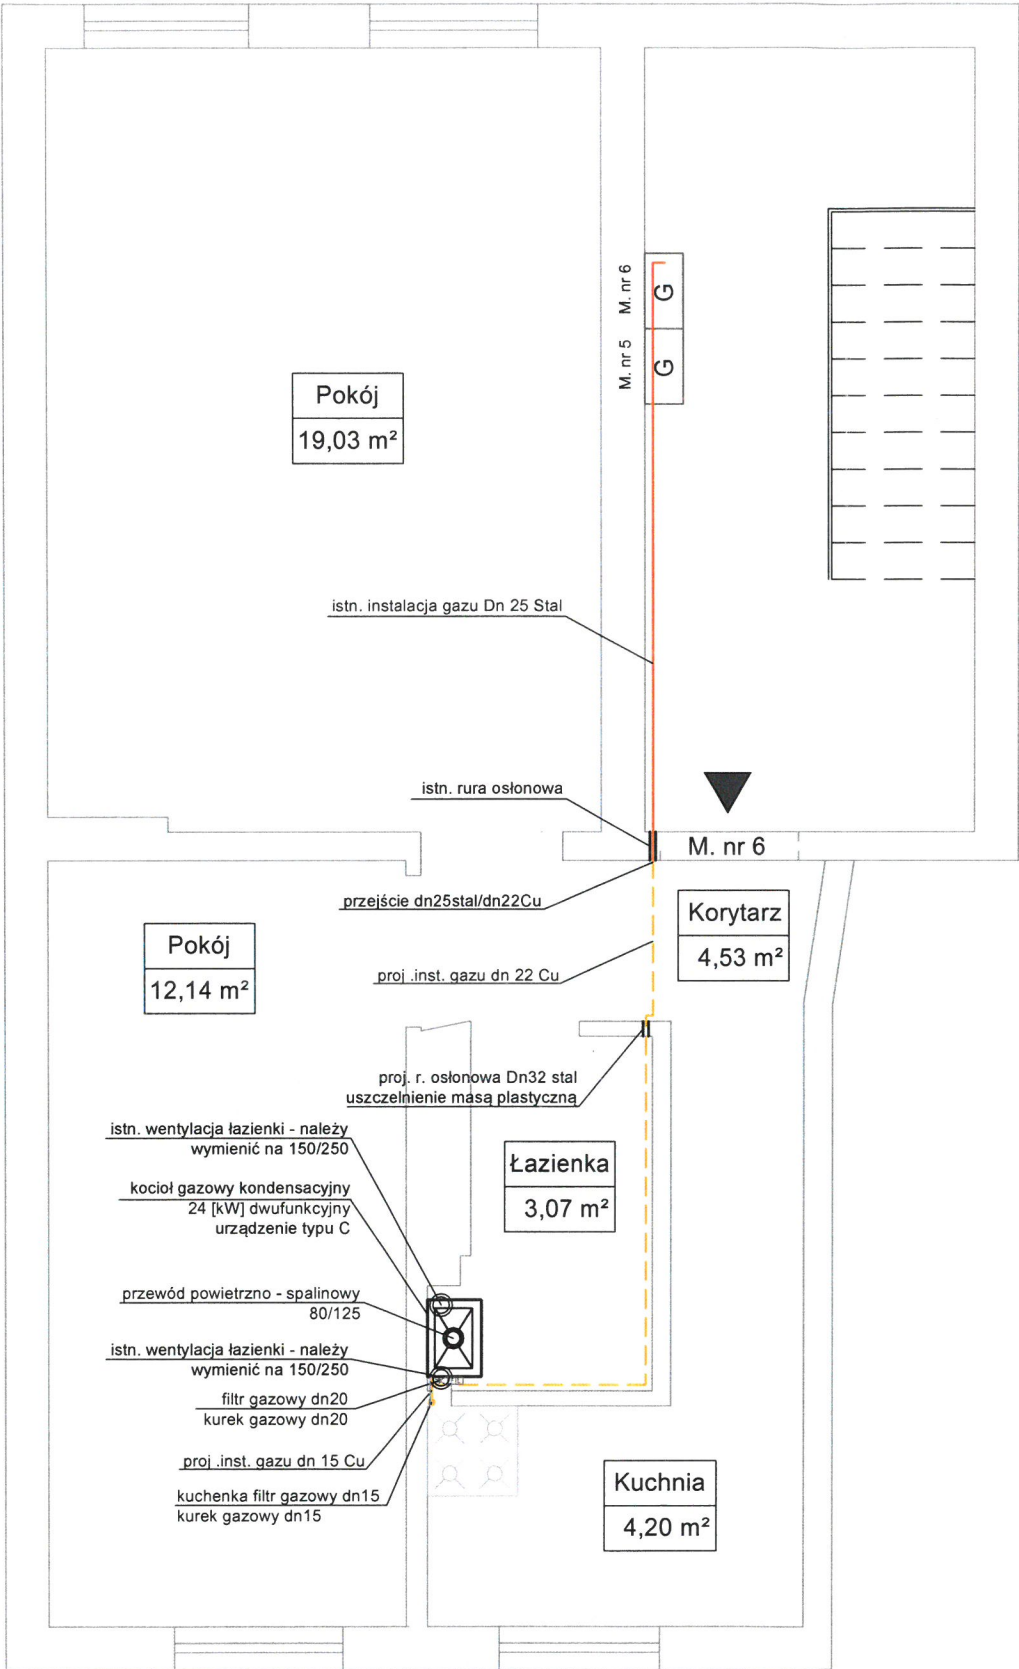 M. nr 6
G
M. nr 5
G
Pokój
19,03 m²
istn. instalacja gazu Dn 25 Stal
istn. rura osłonowa
M. nr 6
przejście dn25stal/dn22Cu
Korytarz
4,53 m²
Pokój
12,14 m²
proj .inst. gazu dn 22 Cu
proj. r. osłonowa Dn32 stal
uszczelnienie masą plastyczną
istn. wentylacja łazienki - należy
wymienić na 150/250
Łazienka
3,07 m²
kocioł gazowy kondensacyjny
24 [kW] dwufunkcyjny
urządzenie typu C
przewód powietrzno - spalinowy
80/125
istn. wentylacja łazienki - należy
wymienić na 150/250
filtr gazowy dn20
kurek gazowy dn20
proj .inst. gazu dn 15 Cu
kuchenka filtr gazowy dn15
kurek gazowy dn15
Kuchnia
4,20 m²